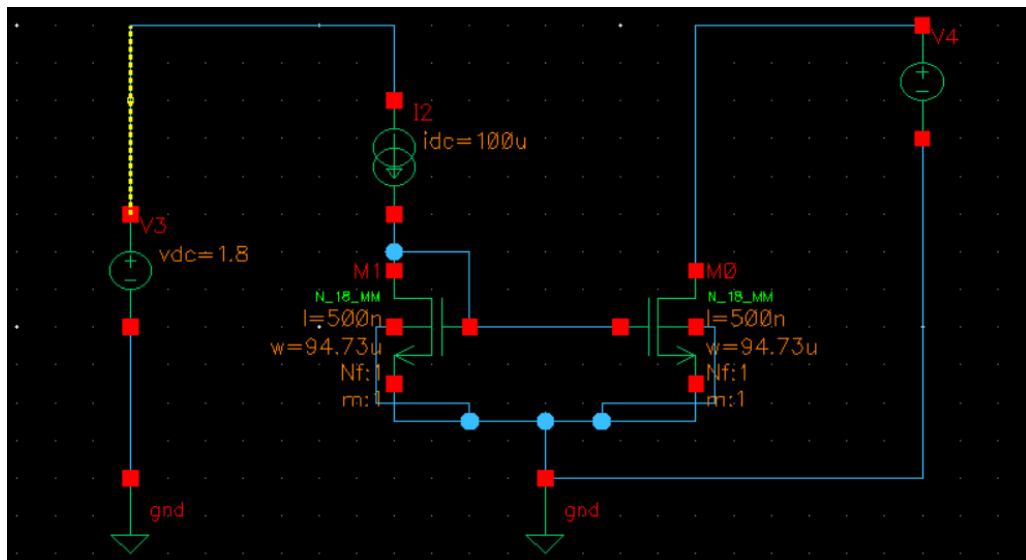 V4
I2
idc=100u
V3
vdc=1.8
M1
N_18_MM
l=500n
w=94.73u
Nf:1
m:1
M0
N_18_MM
l=500n
w=94.73u
Nf:1
m:1
gnd
gnd